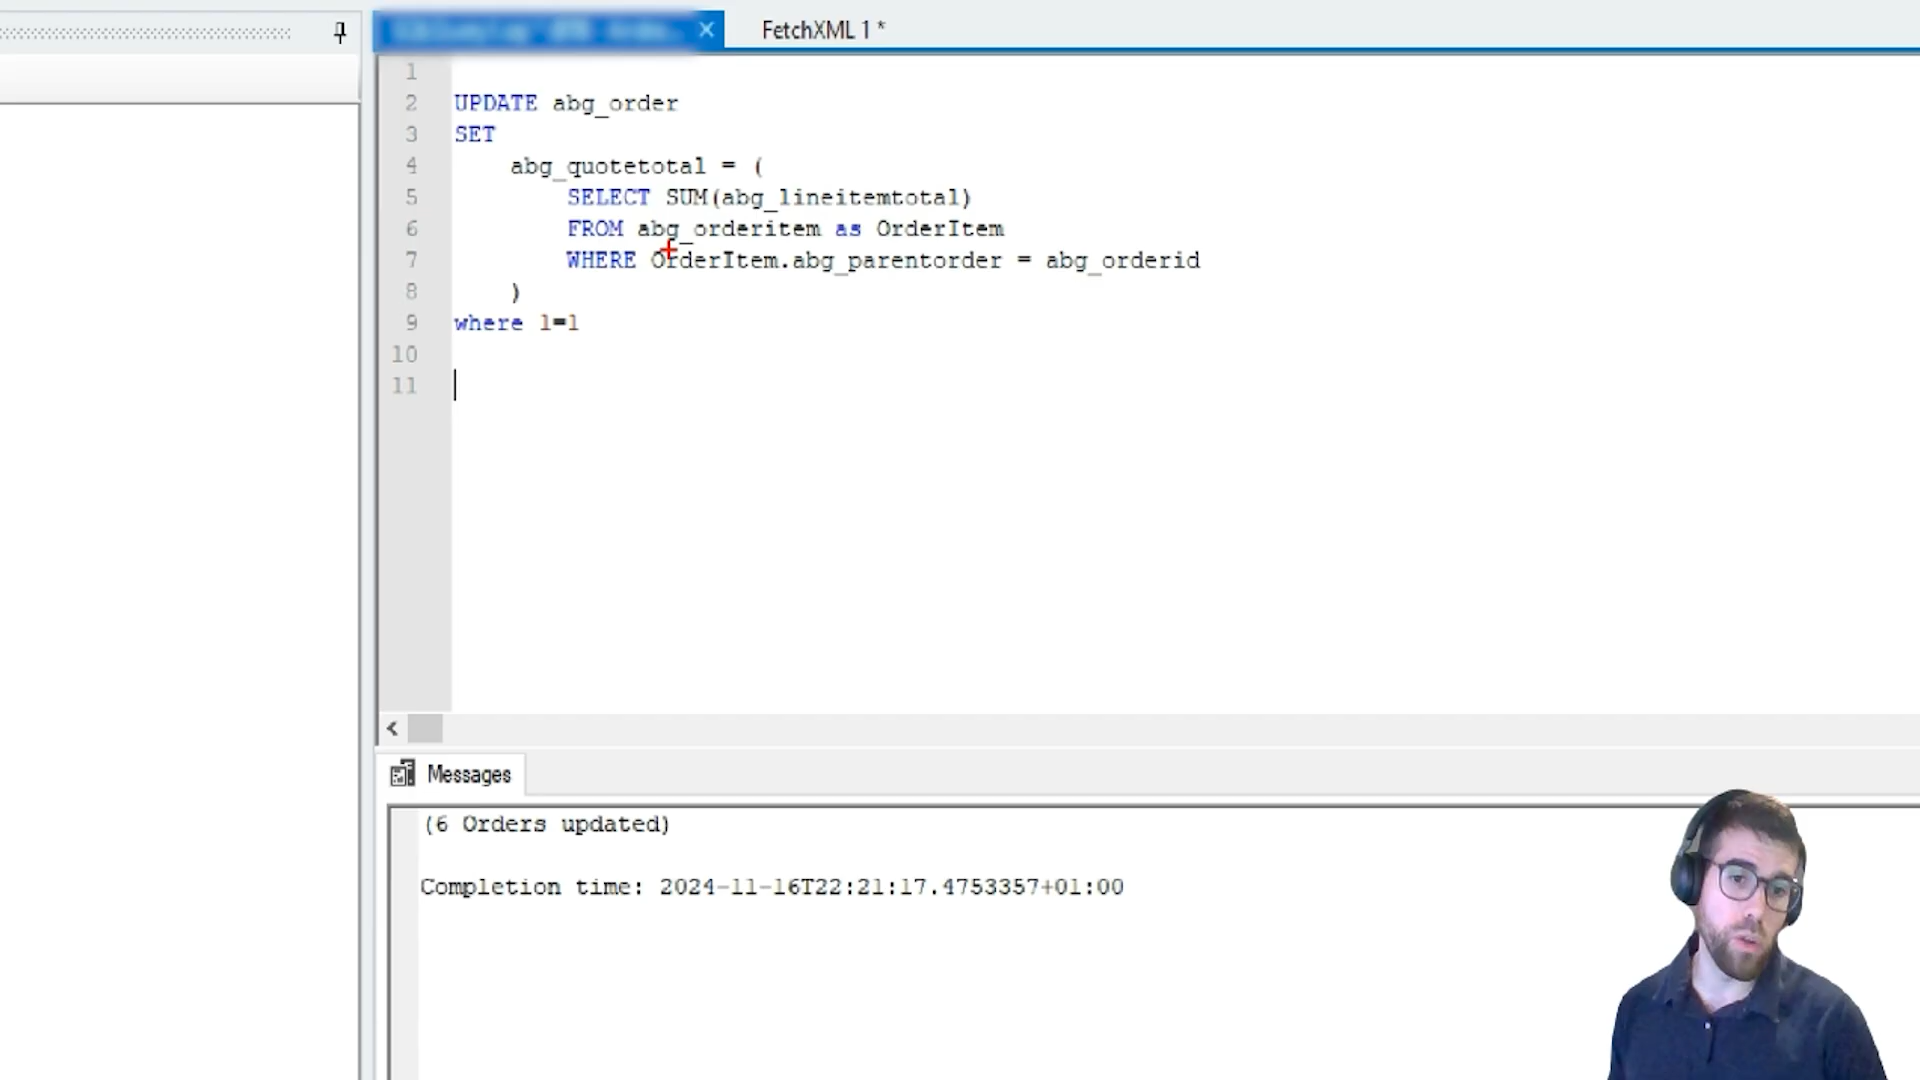 FetchXML 1 *
1
2 UPDATE abg_order
3 SET
4 abg_quotetotal = (
5 SELECT SUM(abg_lineitemtotal)
6 FROM abg_orderitem as OrderItem
7 WHERE OrderItem.abg_parentorder = abg_orderid
8 )
9 where 1=1
10
11
Messages
(6 Orders updated)
Completion time: 2024-11-16T22:21:17.4753357+01:00